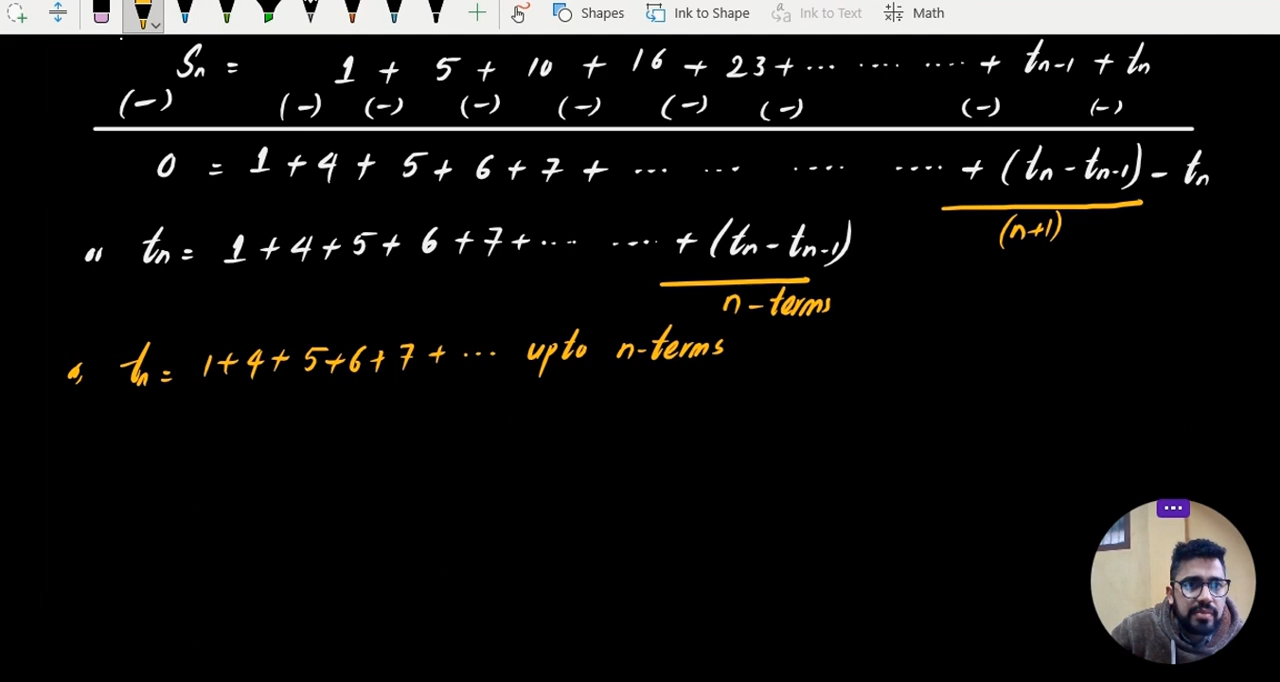 Shapes Ink to Shape Ink to Text Math
Sn = 1 + 5 + 10 + 16 + 23 + ... .... .... + tn-1 + tn
(-) (-) (-) (-) (-) (-) (-) (-) (-)
0 = 1 + 4 + 5 + 6 + 7 + ... ... .... .... + (tn - tn-1) - tn
(n+1)
tn = 1 + 4 + 5 + 6 + 7 + .... .... + (tn - tn-1)
n - terms
tn = 1 + 4 + 5 + 6 + 7 + ... upto n-terms